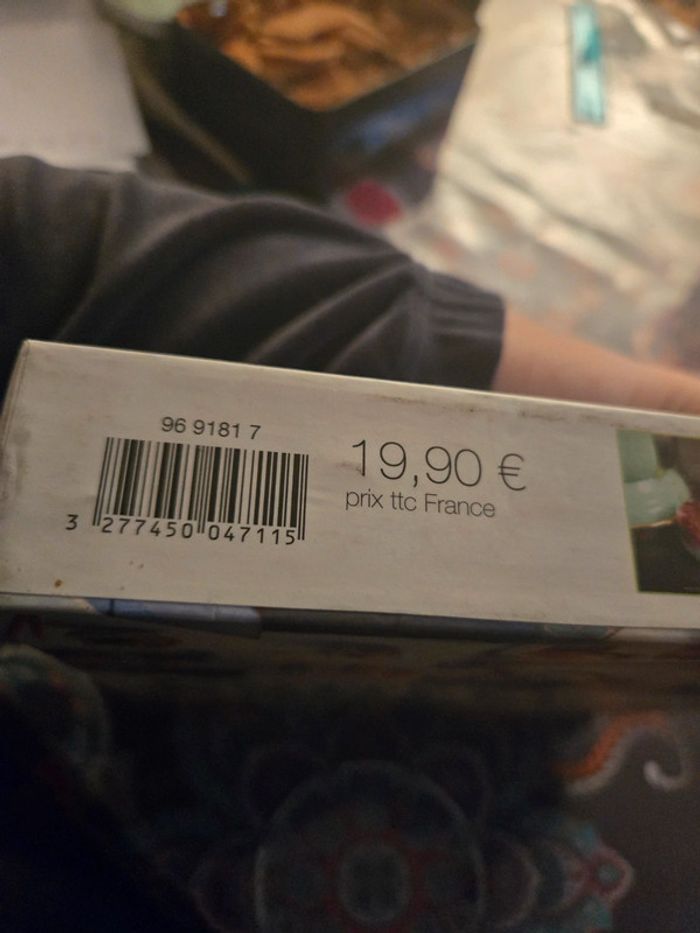 96 9181 7
3 277450 047115
19,90 €
prix ttc France